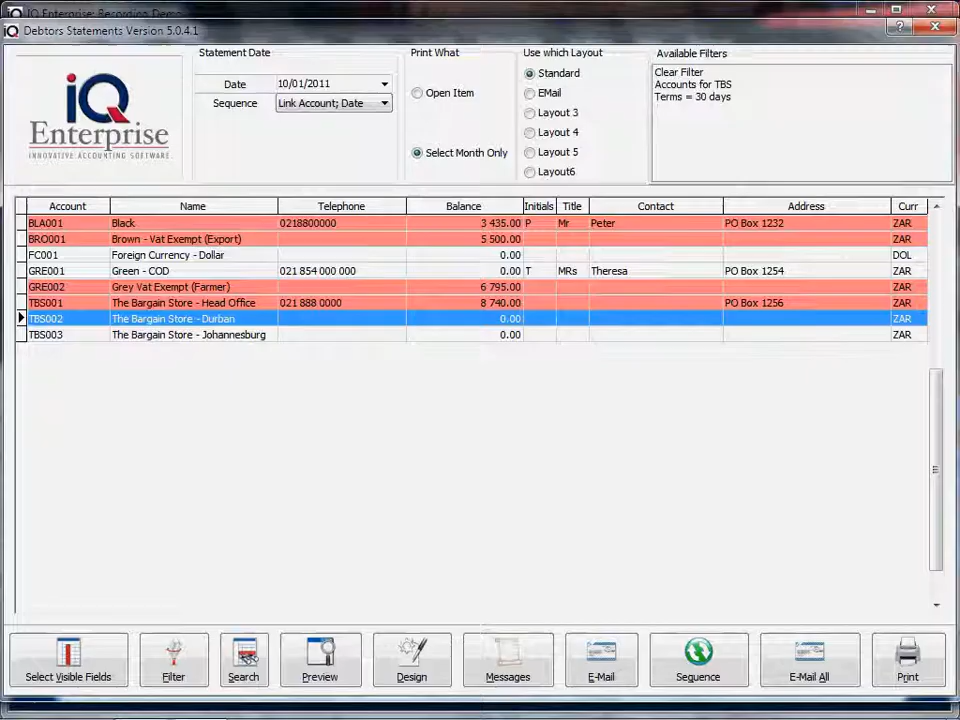 iQ IQ Enterprise: Recording Demo
iQ Debtors Statements Version 5.0.4.1
iQ
Enterprise
INNOVATIVE ACCOUNTING SOFTWARE.
Statement Date
Date 10/01/2011
Sequence Link Account; Date
Print What
Open Item
Select Month Only
Use which Layout
Standard
EMail
Layout 3
Layout 4
Layout 5
Layout6
Available Filters
Clear Filter
Accounts for TBS
Terms = 30 days
Account Name Telephone Balance Initials Title Contact Address Curr
BLA001 Black 0218800000 3 435.00 P Mr Peter PO Box 1232 ZAR
BRO001 Brown - Vat Exempt (Export) 5 500.00 ZAR
FC001 Foreign Currency - Dollar 0.00 DOL
GRE001 Green - COD 021 854 000 000 0.00 T MRs Theresa PO Box 1254 ZAR
GRE002 Grey Vat Exempt (Farmer) 6 795.00 ZAR
TBS001 The Bargain Store - Head Office 021 888 0000 8 740.00 PO Box 1256 ZAR
TBS002 The Bargain Store - Durban 0.00 ZAR
TBS003 The Bargain Store - Johannesburg 0.00 ZAR
Select Visible Fields Filter Search Preview Design Messages E-Mail Sequence E-Mail All Print